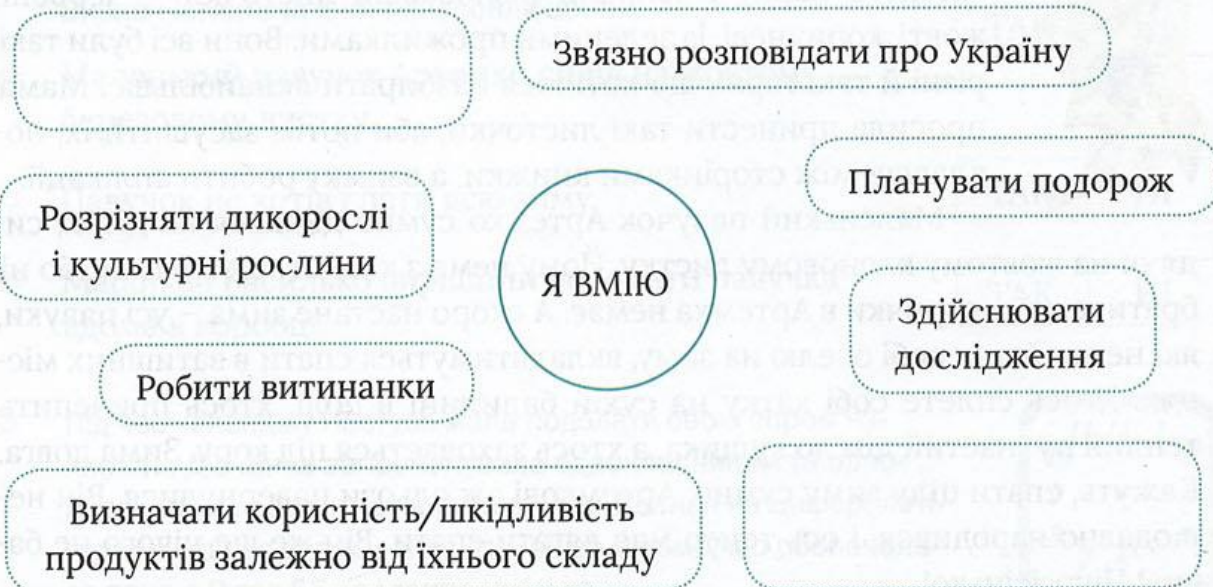 Зв'язно розповідати про Україну
Планувати подорож
Розрізняти дикорослі
і культурні рослини
Я ВМІЮ
Здійснювати
дослідження
Робити витинанки
Визначати корисність/шкідливість
продуктів залежно від їхнього складу